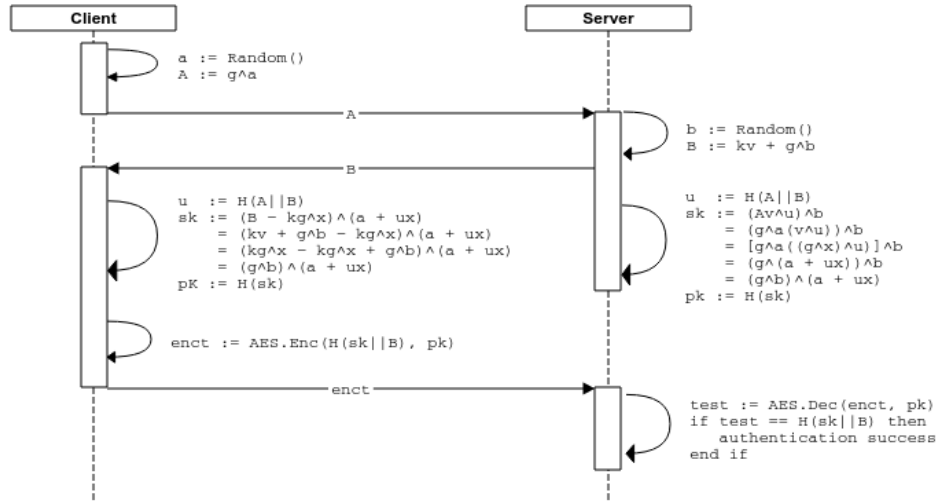 Client
Server
a := Random()
A := g^a
A
b := Random()
B := kv + g^b
B
u  := H(A||B)
sk := (B - kg^x)^(a + ux)
= (kv + g^b - kg^x)^(a + ux)
= (kg^x - kg^x + g^b)^(a + ux)
= (g^b)^(a + ux)
pK := H(sk)
u  := H(A||B)
sk := (Av^u)^b
= (g^a(v^u))^b
= [g^a((g^x)^u)]^b
= (g^(a + ux))^b
= (g^b)^(a + ux)
pk := H(sk)
enct := AES.Enc(H(sk||B), pk)
enct
test := AES.Dec(enct, pk)
if test == H(sk||B) then
authentication success
end if